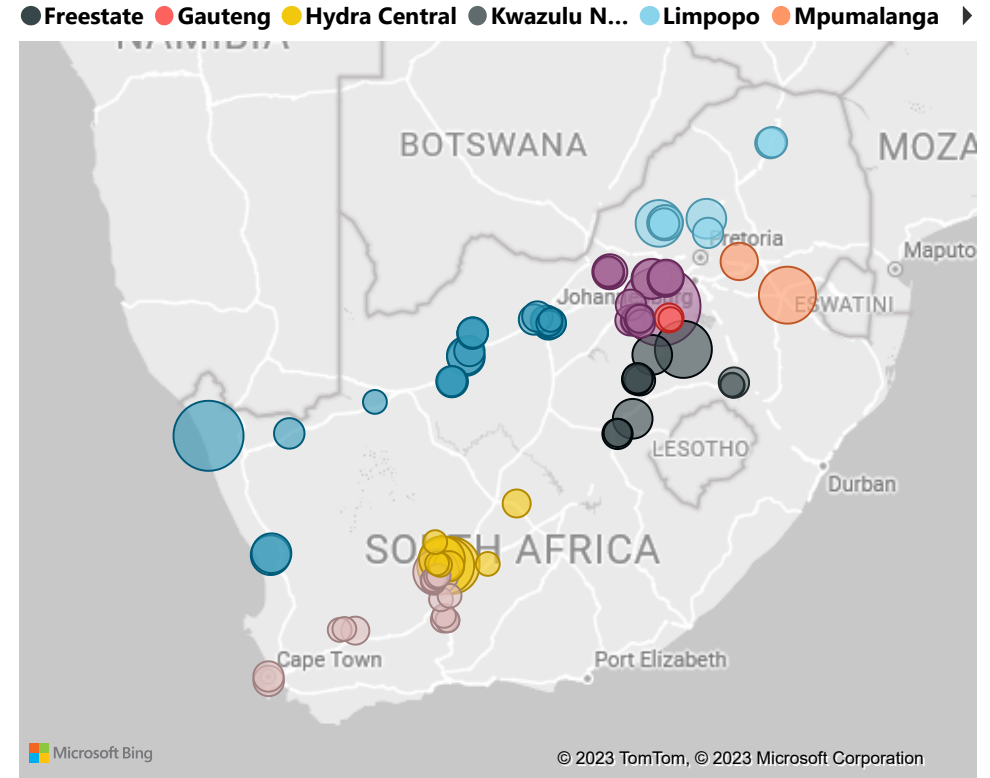 Freestate Gauteng Hydra Central Kwazulu N... Limpopo Mpumalanga
NAMIBIA
BOTSWANA
MOZA
Pretoria
Maputo
Johannesburg
ESWATINI
LESOTHO
Durban
SOUTH AFRICA
Cape Town
Port Elizabeth
Microsoft Bing
© 2023 TomTom, © 2023 Microsoft Corporation